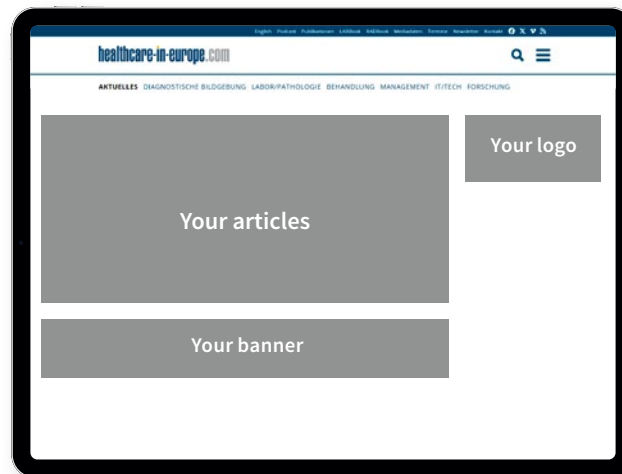 English Podcast Publikationen LABBook RADBook Mediadaten Termine Newsletter Kontakt
healthcare-in-europe.com
AKTUELLES DIAGNOSTISCHE BILDGEBUNG LABOR/PATHOLOGIE BEHANDLUNG MANAGEMENT IT/TECH FORSCHUNG
Your logo
Your articles
Your banner